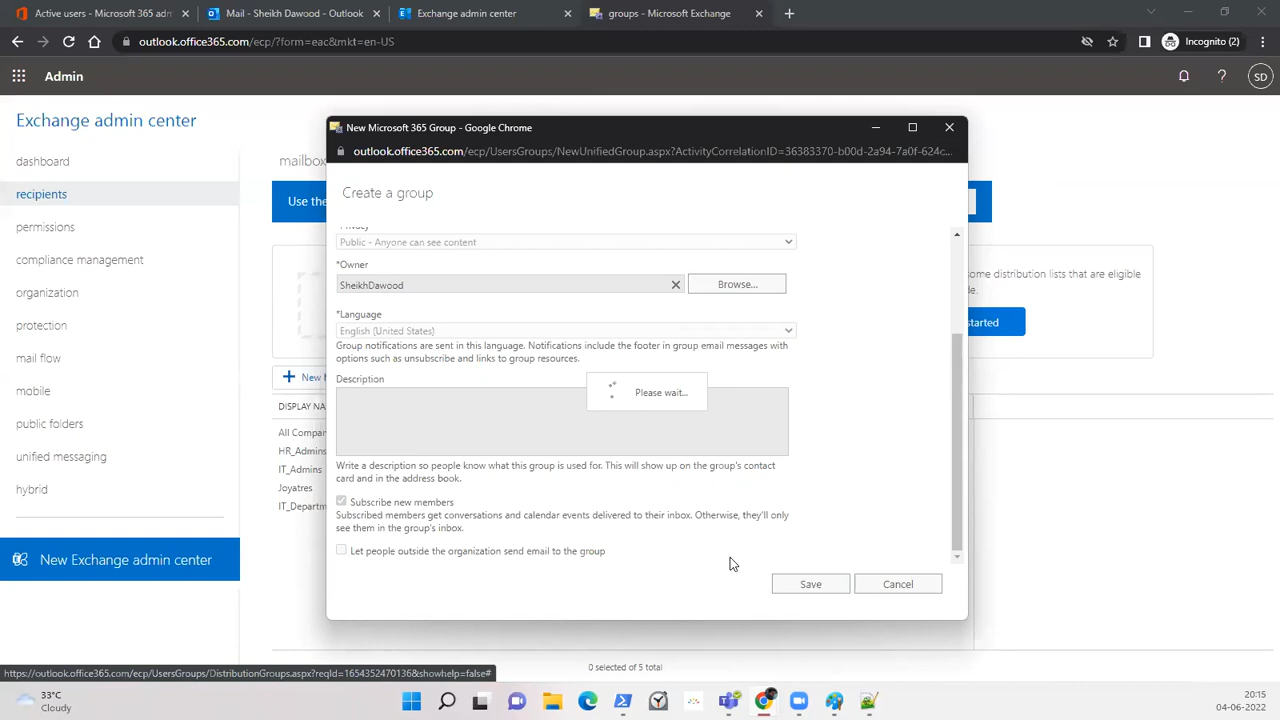 Active users - Microsoft 365 adm
Mail - Sheikh Dawood - Outlook
Exchange admin center
groups - Microsoft Exchange
outlook.office365.com/ecp/?form=eac&mkt=en-US
Incognito (2)
Admin
SD
Exchange admin center
dashboard
recipients
permissions
compliance management
organization
protection
mail flow
mobile
public folders
unified messaging
hybrid
New Exchange admin center
mailbox
Use the
some distribution lists that are eligible
started
New
DISPLAY NA
All Compan
HR_Admins
IT_Admins
Joyatres
IT_Departm
0 selected of 5 total
New Microsoft 365 Group - Google Chrome
outlook.office365.com/ecp/UsersGroups/NewUnifiedGroup.aspx?ActivityCorrelationID=36383370-b00d-2a94-7a0f-624c...
Create a group
Privacy
Public - Anyone can see content
*Owner
SheikhDawood
Browse...
*Language
English (United States)
Group notifications are sent in this language. Notifications include the footer in group email messages with
options such as unsubscribe and links to group resources.
Description
Please wait...
Write a description so people know what this group is used for. This will show up on the group's contact
card and in the address book.
Subscribe new members
Subscribed members get conversations and calendar events delivered to their inbox. Otherwise, they'll only
see them in the group's inbox.
Let people outside the organization send email to the group
Save
Cancel
https://outlook.office365.com/ecp/UsersGroups/DistributionGroups.aspx?reqId=1654352470136&showhelp=false#
33°C
Cloudy
20:15
04-06-2022